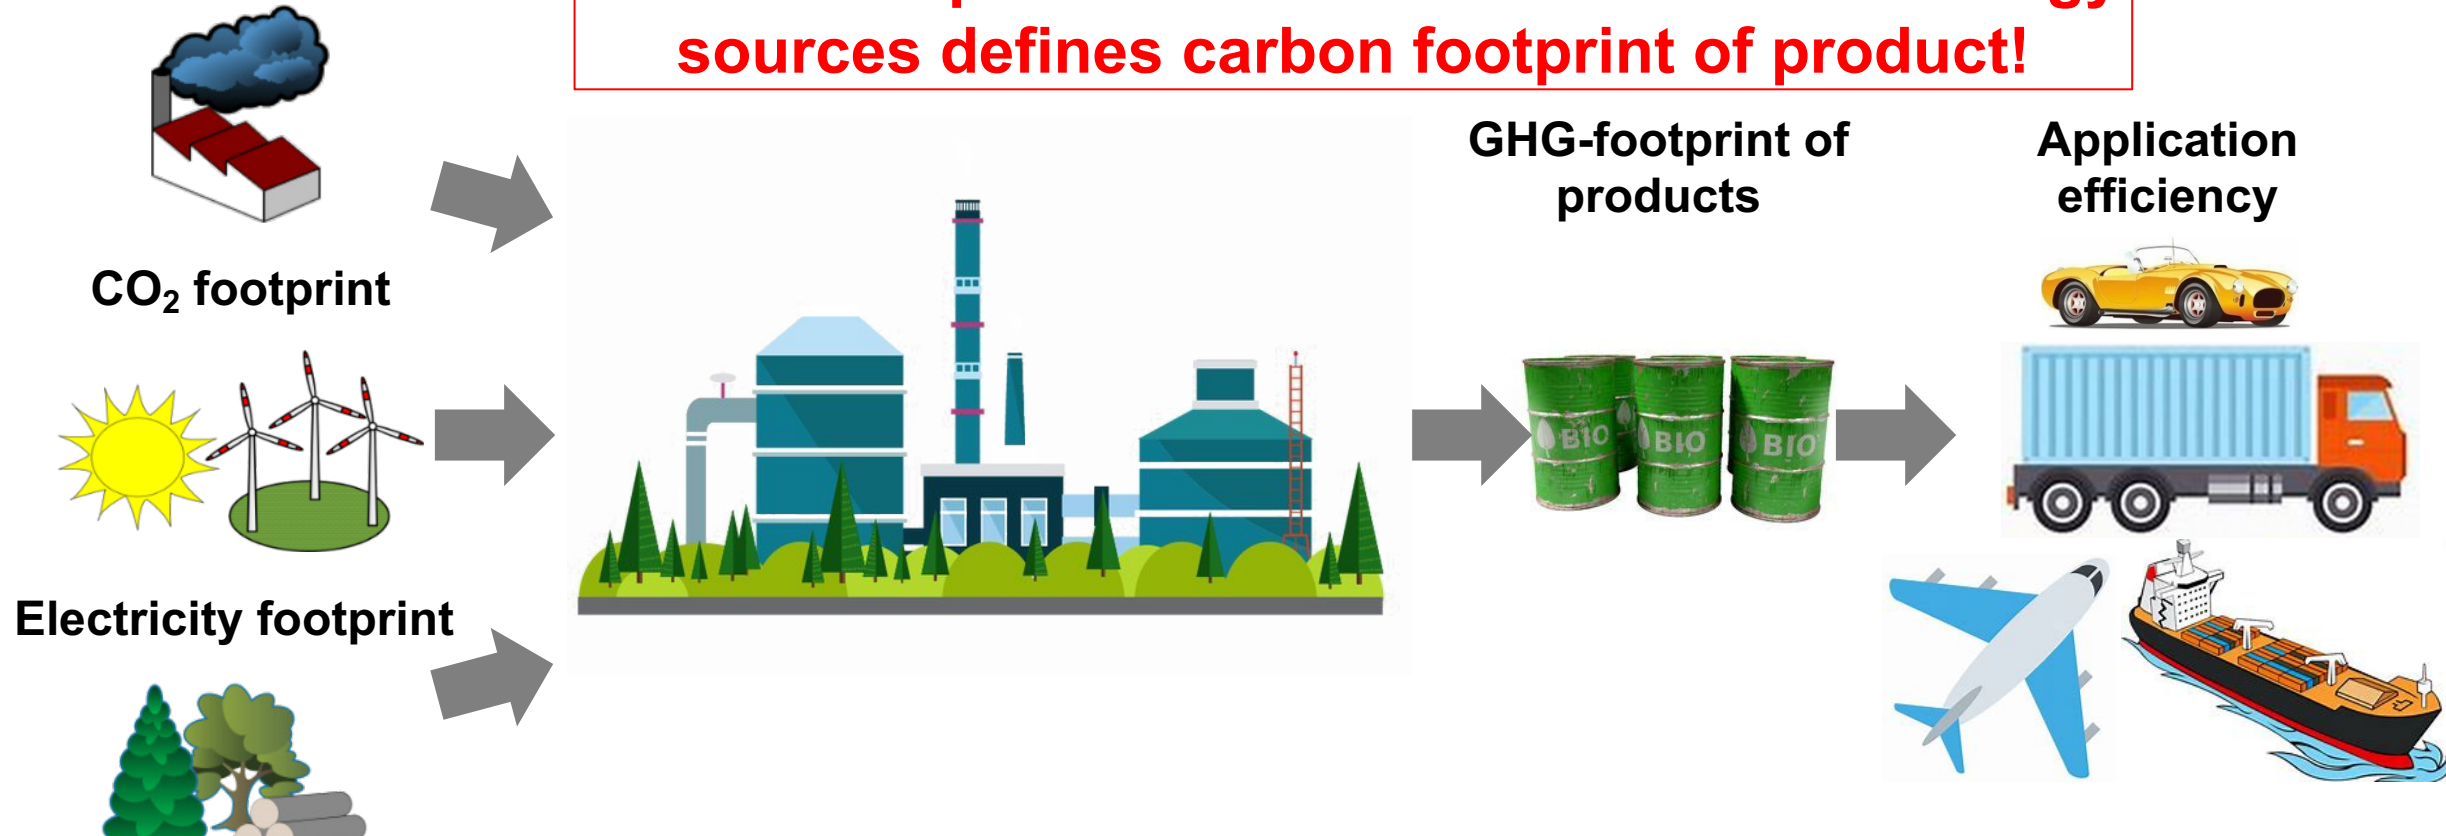 sources defines carbon footprint of product!
GHG-footprint of
products
Application
efficiency
CO₂ footprint
BIO
BIO
BIO
Electricity footprint